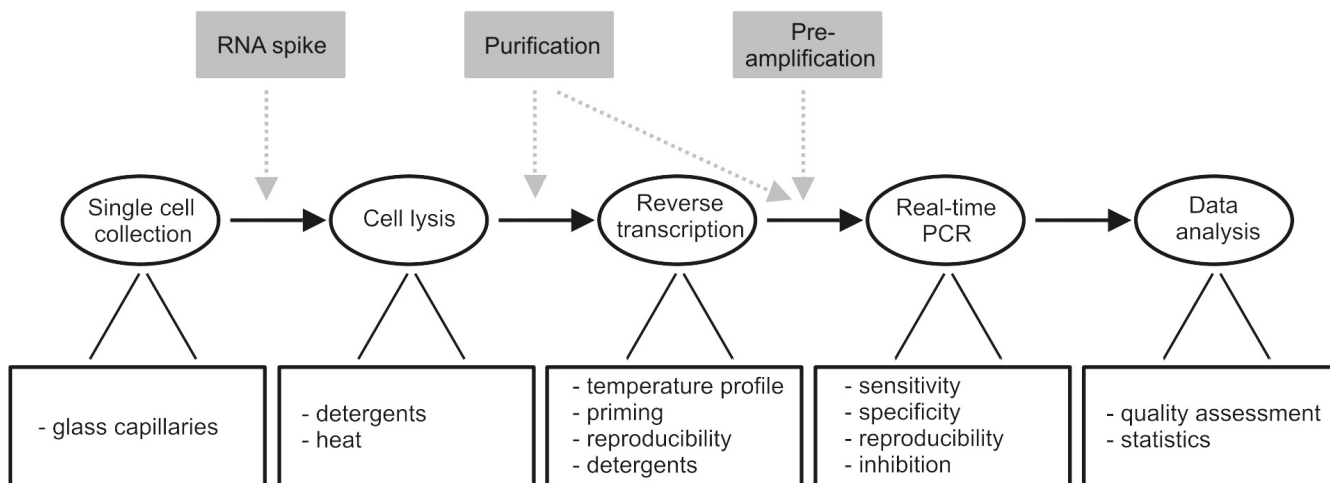 RNA spike
Purification
Pre-
amplification
Single cell
collection
Cell lysis
Reverse
transcription
Real-time
PCR
Data
analysis
- glass capillaries
- detergents
- heat
- temperature profile
- priming
- reproducibility
- detergents
- sensitivity
- specificity
- reproducibility
- inhibition
- quality assessment
- statistics